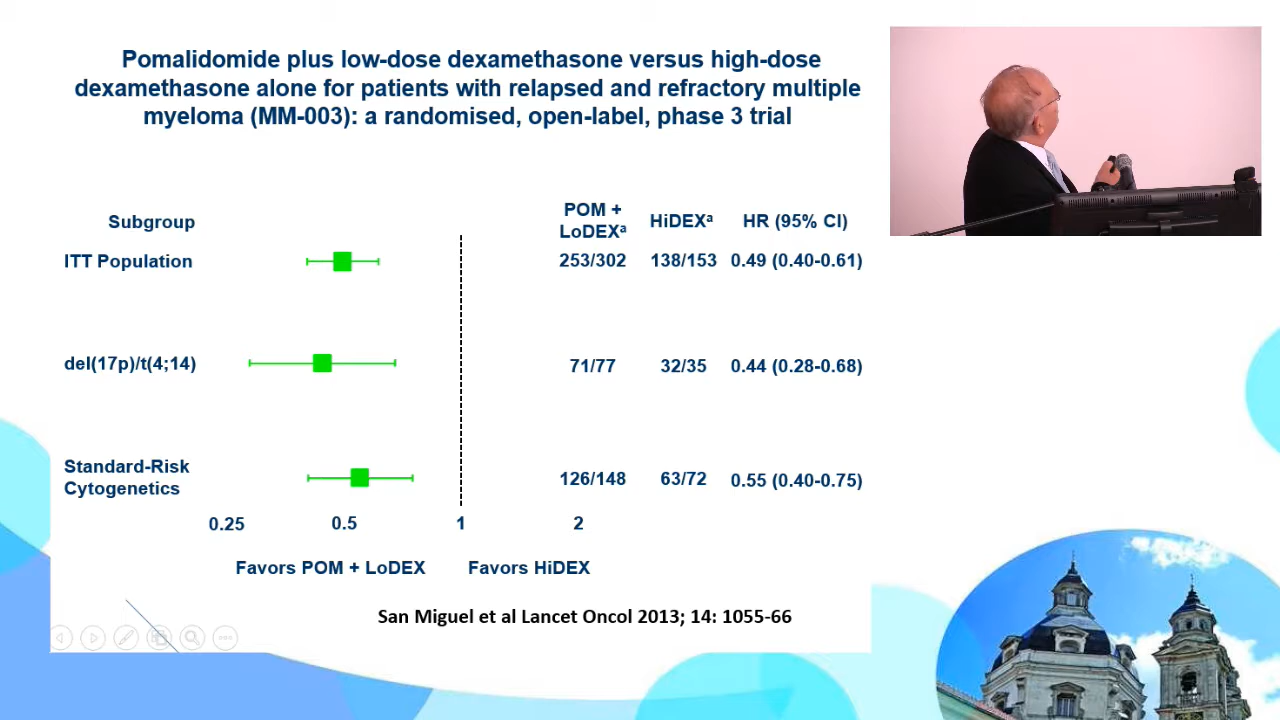 Pomalidomide plus low-dose dexamethasone versus high-dose
dexamethasone alone for patients with relapsed and refractory multiple
myeloma (MM-003): a randomised, open-label, phase 3 trial
Subgroup
POM +
LoDEXª
HiDEXª
HR (95% CI)
ITT Population
253/302
138/153
0.49 (0.40-0.61)
del(17p)/t(4;14)
71/77
32/35
0.44 (0.28-0.68)
Standard-Risk
Cytogenetics
126/148
63/72
0.55 (0.40-0.75)
0.25
0.5
1
2
Favors POM + LoDEX
Favors HiDEX
San Miguel et al Lancet Oncol 2013; 14: 1055-66